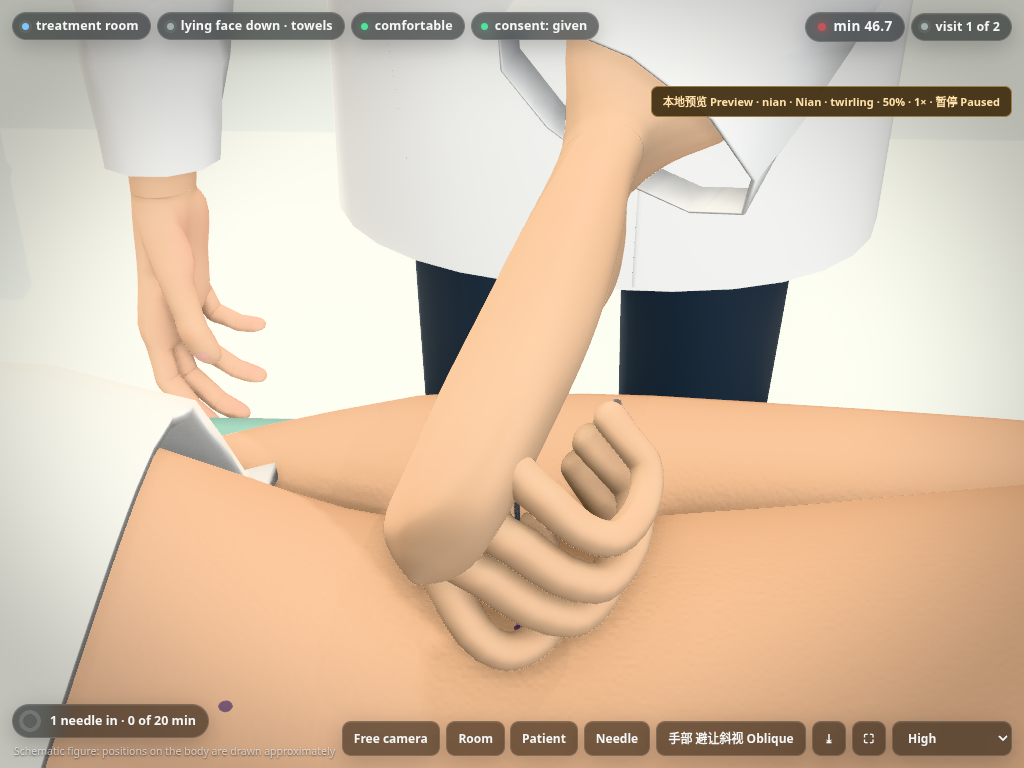 treatment room
lying face down · towels
comfortable
consent: given
min 46.7
visit 1 of 2
本地预览 Preview · nian · Nian · twirling · 50% · 1× · 暂停 Paused
1 needle in · 0 of 20 min
Schematic figure: positions on the body are drawn approximately
Free camera
Room
Patient
Needle
手部 避让斜视 Oblique
High